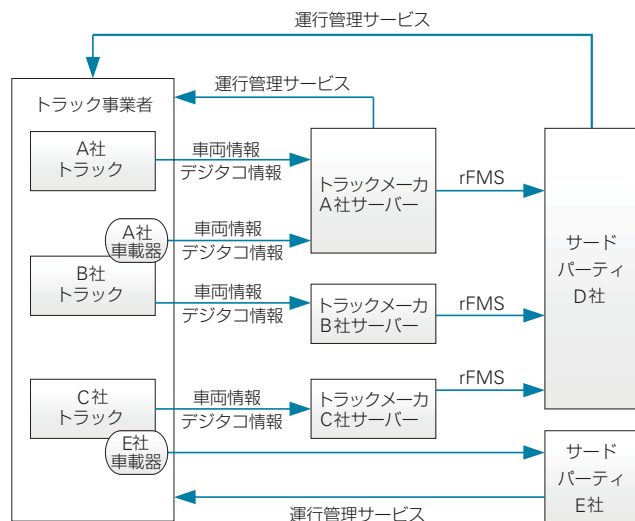 運行管理サービス
運行管理サービス
トラック事業者
A社
トラック
車両情報
デジタコ情報
トラックメーカ
A社サーバー
rFMS
A社
車載器
車両情報
デジタコ情報
サード
パーティ
D社
B社
トラック
車両情報
デジタコ情報
トラックメーカ
B社サーバー
rFMS
C社
トラック
車両情報
デジタコ情報
トラックメーカ
C社サーバー
rFMS
E社
車載器
サード
パーティ
E社
運行管理サービス